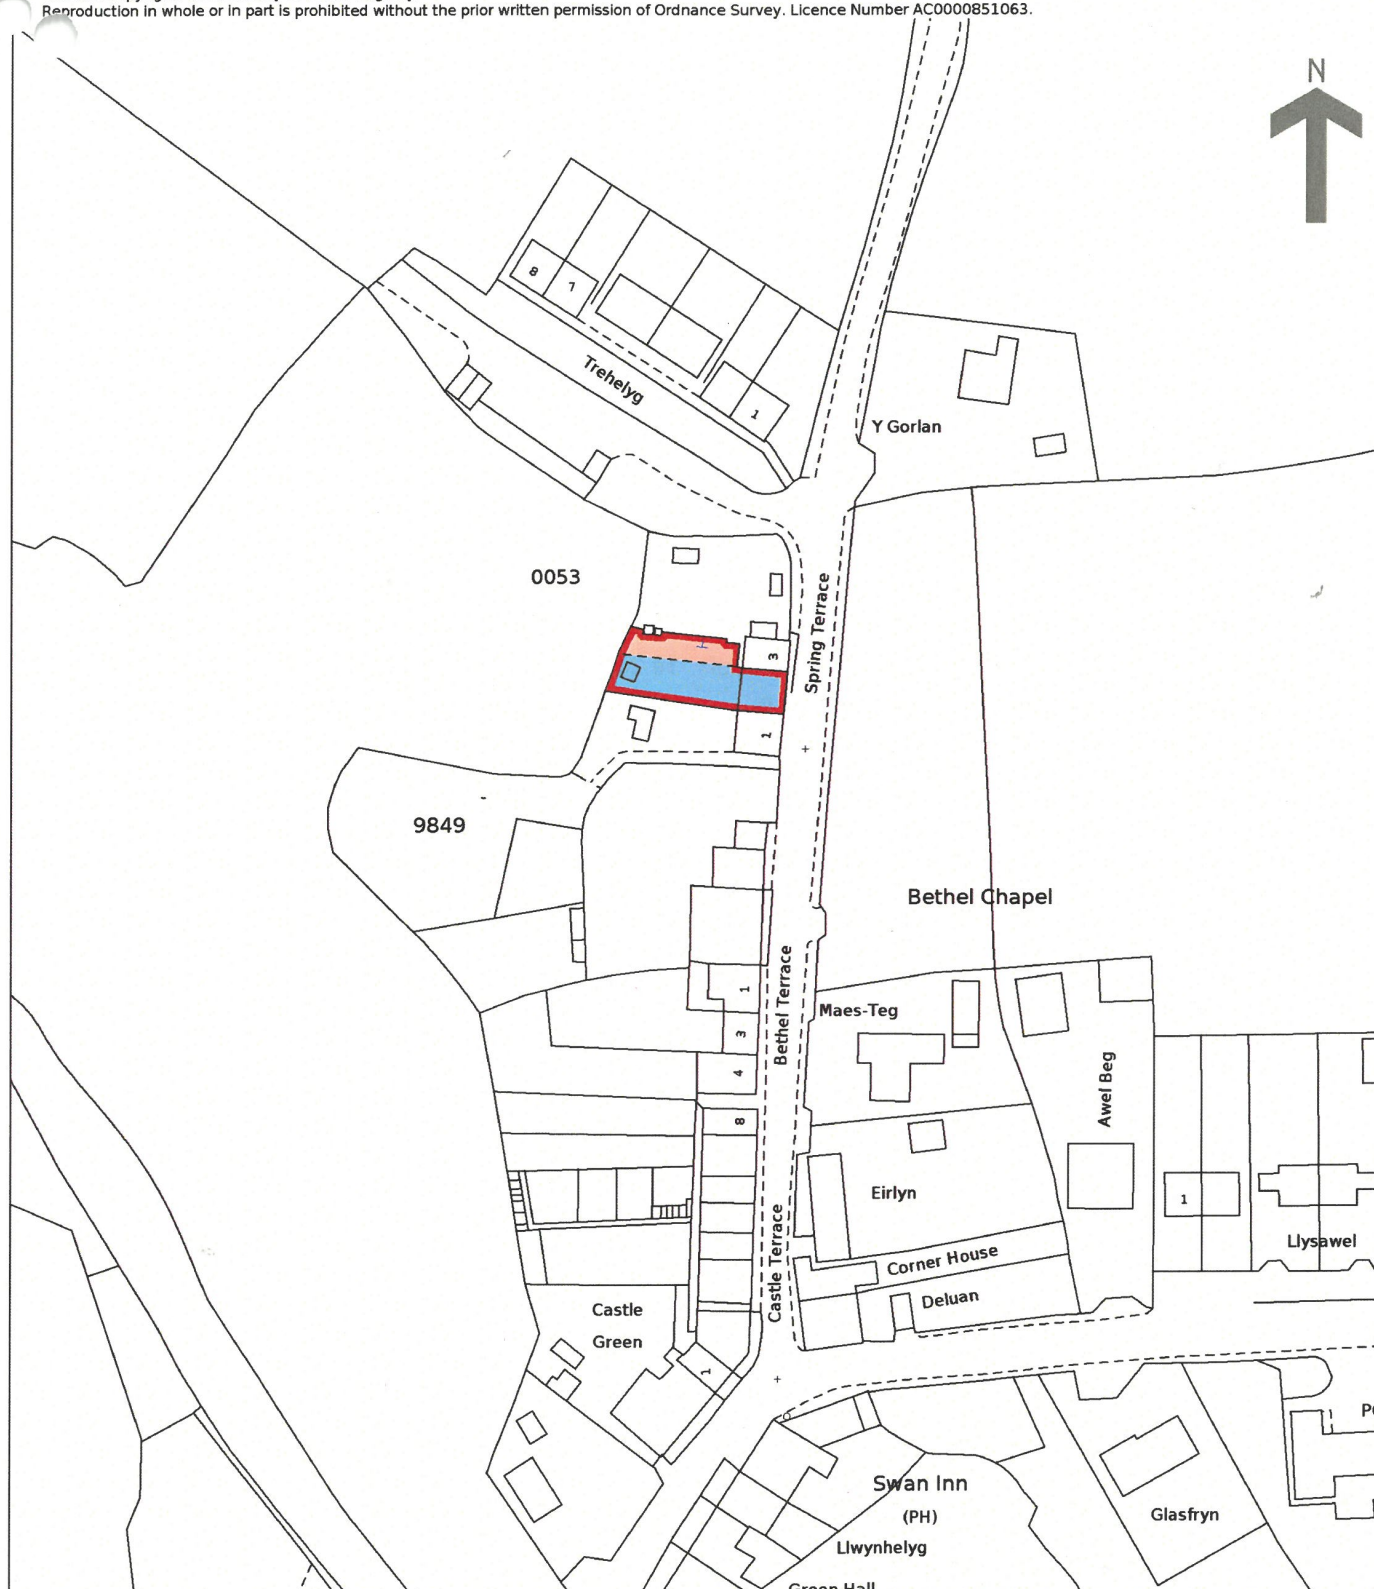 Reproduction in whole or in part is prohibited without the prior written permission of Ordnance Survey. Licence Number AC0000851063.
N
8
7
Trehelyg
1
Y Gorlan
0053
Spring Terrace
3
1
9849
Bethel Chapel
Bethel Terrace
1
Maes-Teg
3
4
Awel Beg
8
Eirlyn
1
Castle Terrace
Llysawel
Corner House
Castle
Green
Deluan
1
Swan Inn
(PH)
Glasfryn
Llwynhelyg